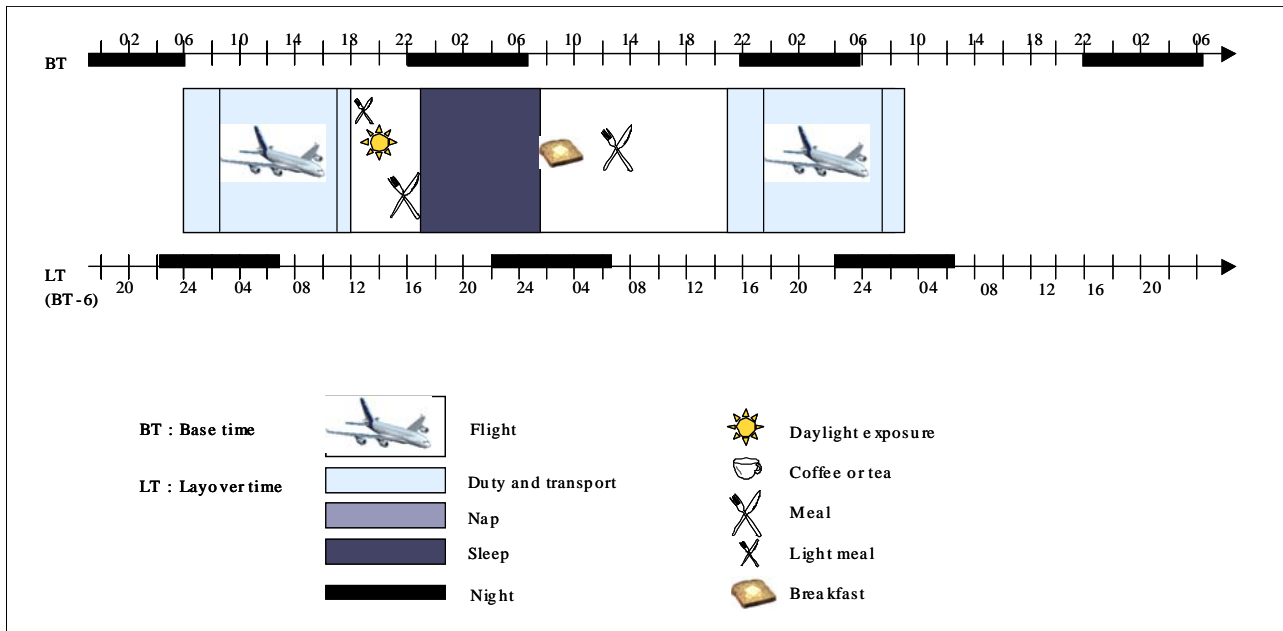 02 06 10 14 18 22 02 06 10 14 18 22 02 06 10 14 18 22 02 06
BT
LT
(BT-6)
20 24 04 08 12 16 20 24 04 08 12 16 20 24 04 08 12 16 20
BT : Base time
LT : Layover time
Flight
Duty and transport
Nap
Sleep
Night
Daylight exposure
Coffee or tea
Meal
Light meal
Breakfast